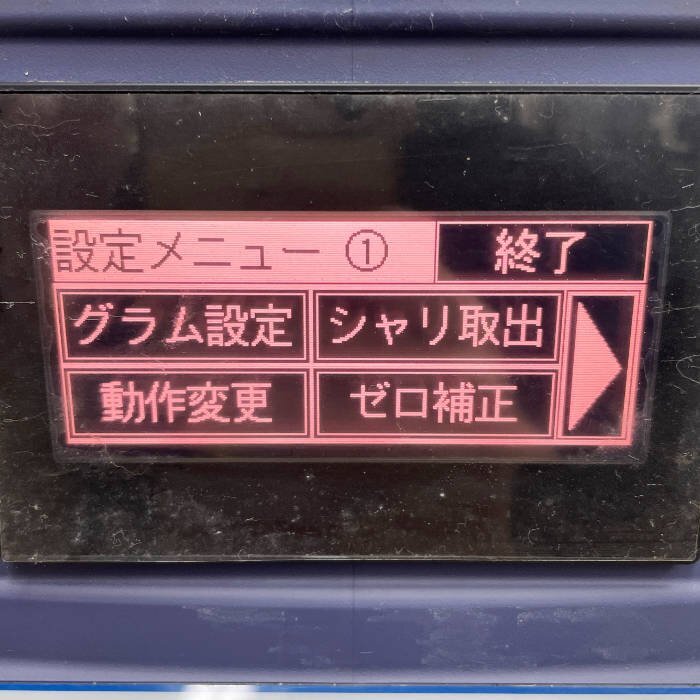 設定メニュー ①
終了
グラム設定
シャリ取出
動作変更
ゼロ補正